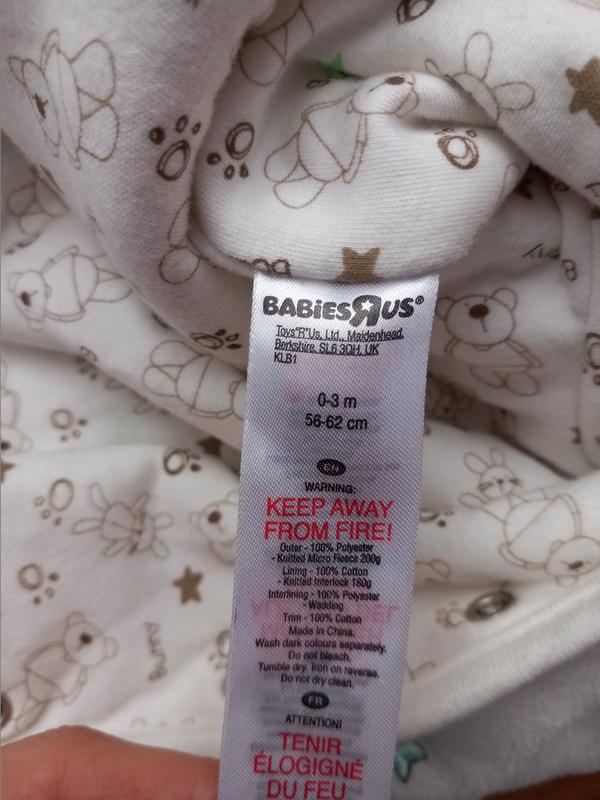 BABiESЯUS®
Toys"R"Us, Ltd., Maidenhead,
Berkshire, SL6 3QH, UK
KLB1
0-3 m
56-62 cm
EN
WARNING:
KEEP AWAY
FROM FIRE!
Outer - 100% Polyester
- Knitted Micro Fleece 200g
Lining - 100% Cotton
- Knitted Interlock 180g
Interlining - 100% Polyester
- Wadding
Trim - 100% Cotton
Made in China.
Wash dark colours separately.
Do not bleach.
Tumble dry. Iron on reverse.
Do not dry clean.
FR
ATTENTION!
TENIR
ÉLOGIGNÉ
DU FEU